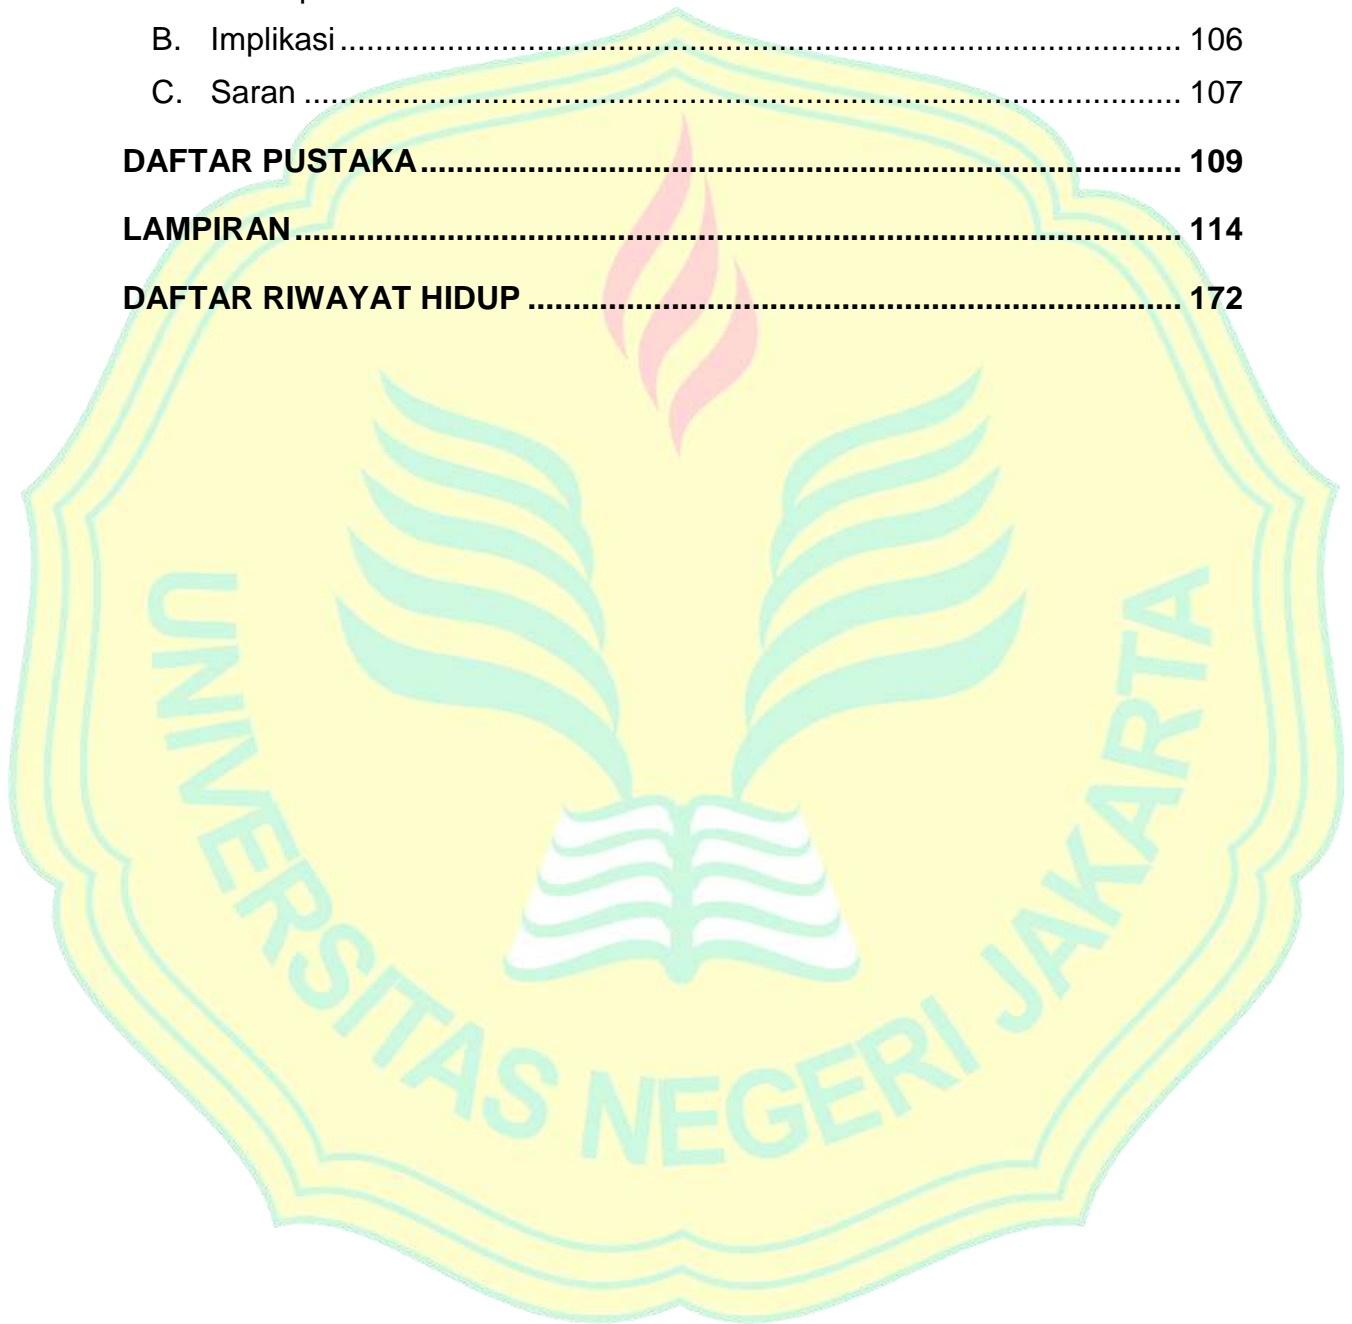 B. Implikasi ................................................................................................ 106
C. Saran .................................................................................................... 107
DAFTAR PUSTAKA ...................................................................................... 109
LAMPIRAN .................................................................................................... 114
DAFTAR RIWAYAT HIDUP .......................................................................... 172
UNIVERSITAS NEGERI JAKARTA